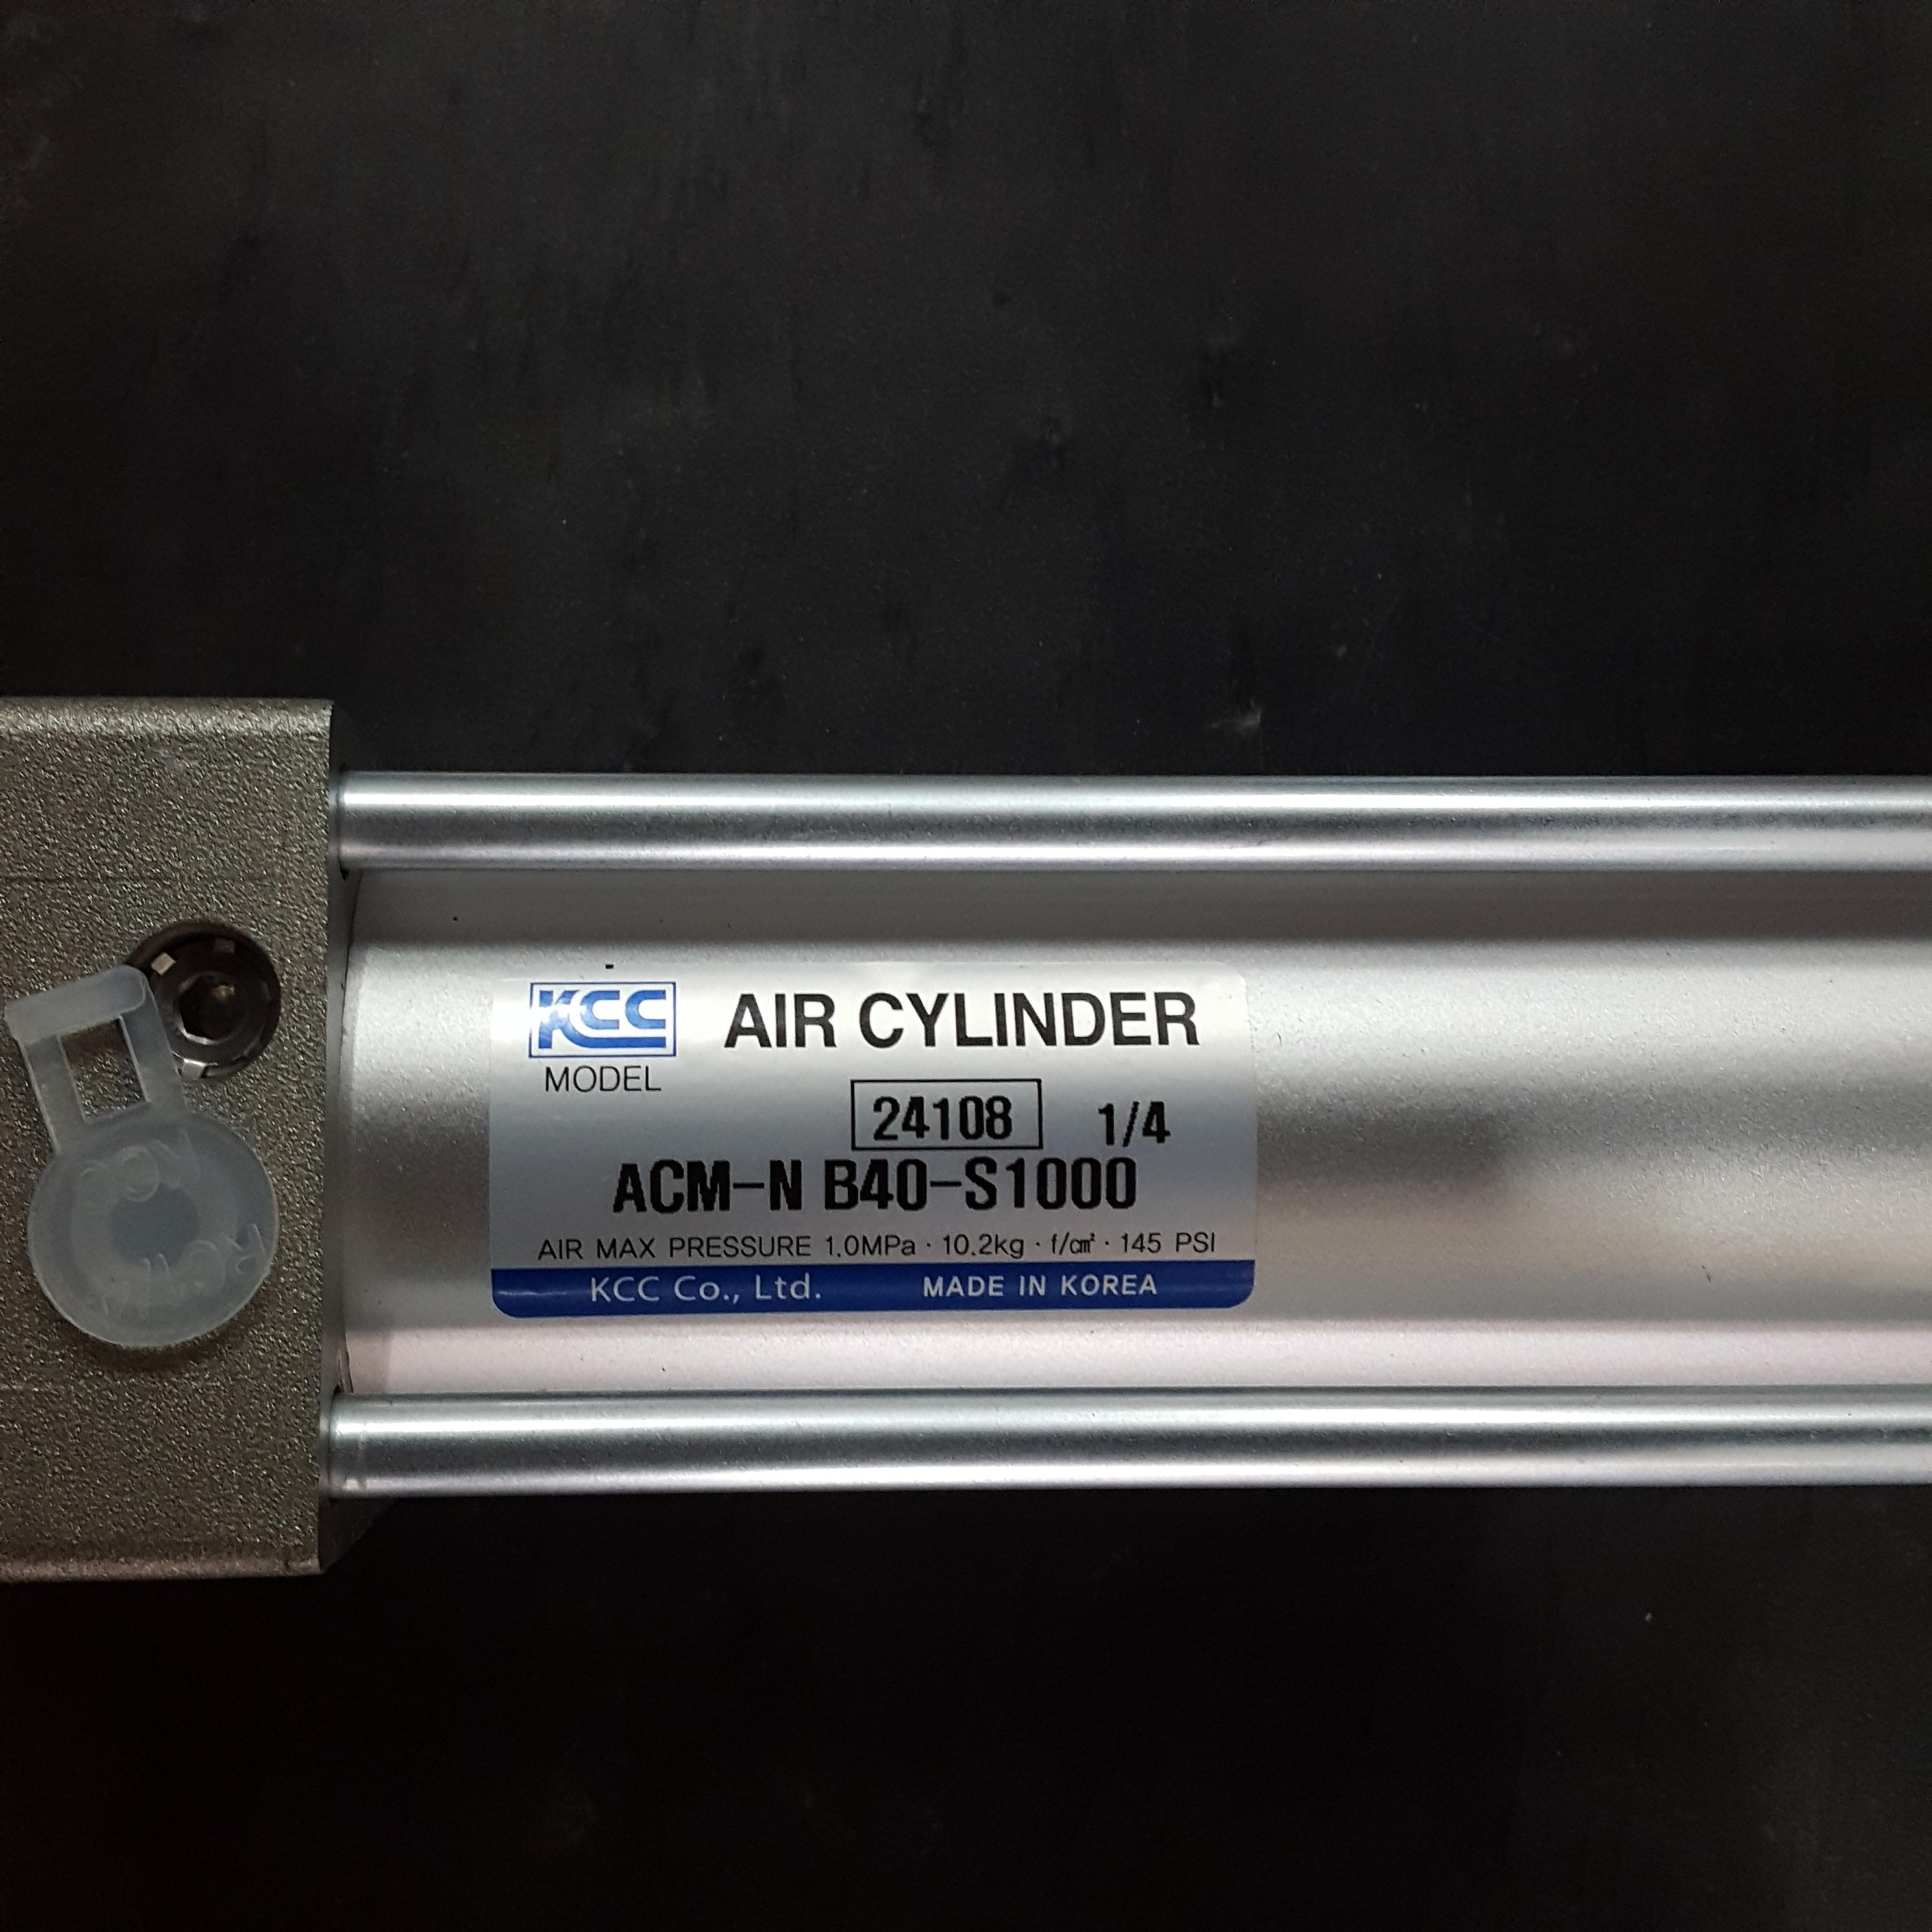 KCC AIR CYLINDER
MODEL
24108 1/4
ACM-N B40-S1000
AIR MAX PRESSURE 1.0MPa · 10.2kg · f/㎠ · 145 PSI
KCC Co., Ltd. MADE IN KOREA